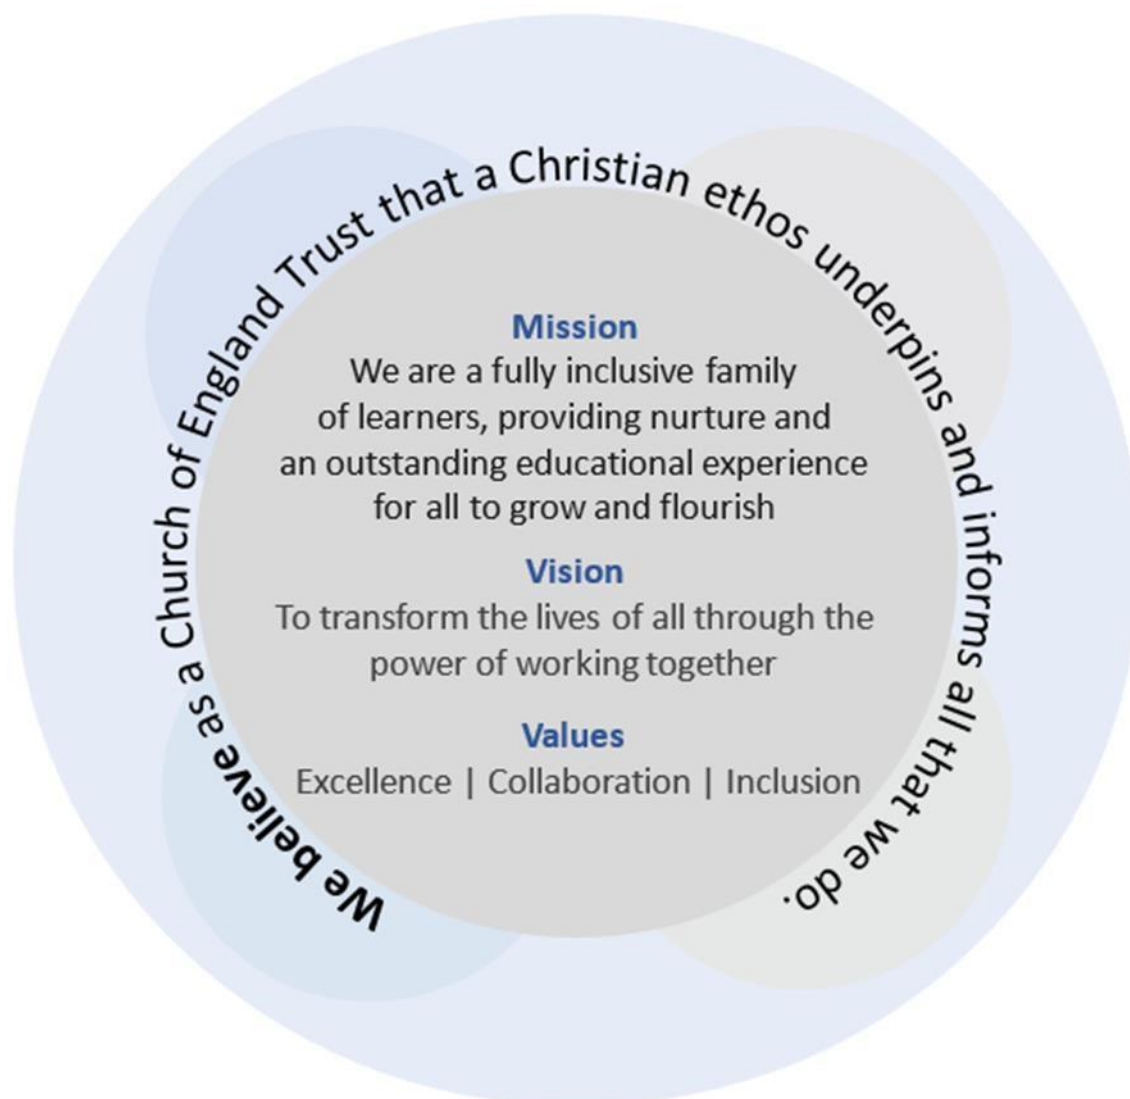 We believe as a Church of England Trust that a Christian ethos underpins and informs all that we do.
Mission
We are a fully inclusive family
of learners, providing nurture and
an outstanding educational experience
for all to grow and flourish
Vision
To transform the lives of all through the
power of working together
Values
Excellence | Collaboration | Inclusion